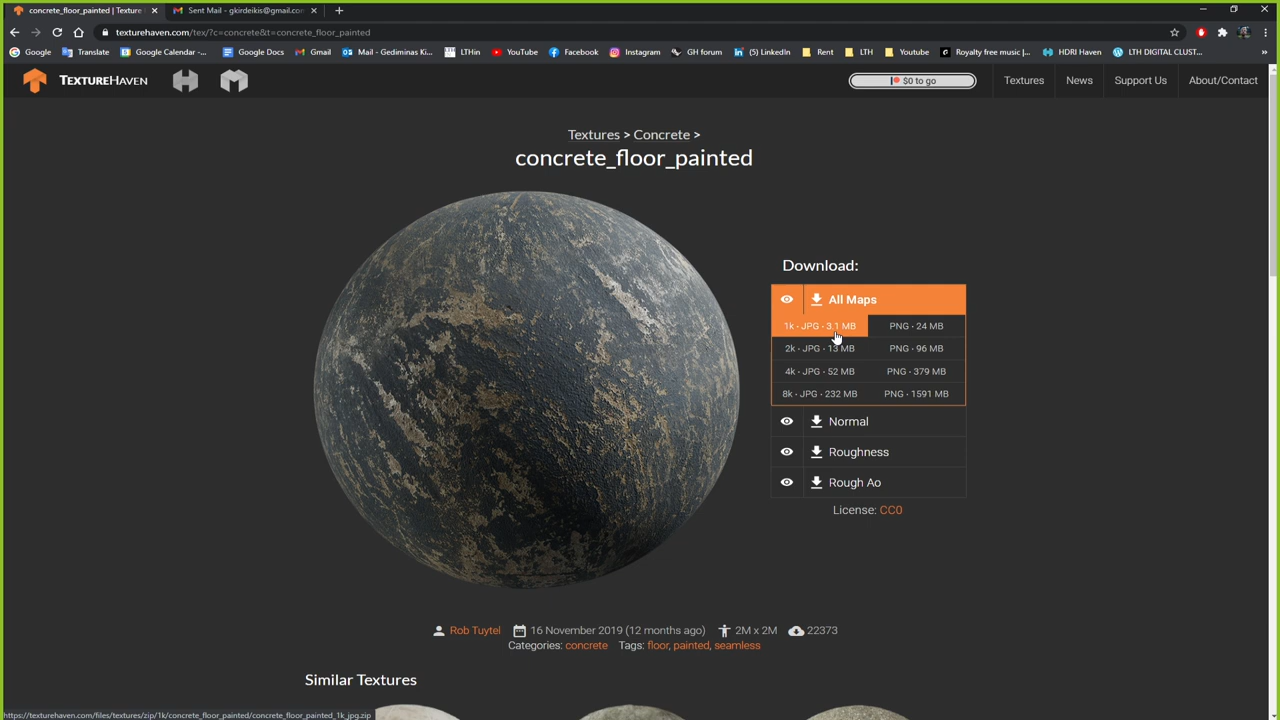 concrete_floor_painted | Texture
Sent Mail - gkirdeikis@gmail.con
texturehaven.com/tex/?c=concrete&t=concrete_floor_painted
Google
Translate
Google Calendar -...
Google Docs
Gmail
Mail - Gediminas Ki...
LTHin
YouTube
Facebook
Instagram
GH forum
(5) LinkedIn
Rent
LTH
Youtube
Royalty free music |...
HDRI Haven
LTH DIGITAL CLUST...
»
TEXTUREHAVEN
$0 to go
Textures
News
Support Us
About/Contact
Textures > Concrete >
concrete_floor_painted
Download:
All Maps
1k · JPG · 3.1 MB
PNG · 24 MB
2k · JPG · 13 MB
PNG · 96 MB
4k · JPG · 52 MB
PNG · 379 MB
8k · JPG · 232 MB
PNG · 1591 MB
Normal
Roughness
Rough Ao
License: CC0
Rob Tuytel 16 November 2019 (12 months ago) 2M x 2M 22373
Categories: concrete Tags: floor, painted, seamless
Similar Textures
https://texturehaven.com/files/textures/zip/1k/concrete_floor_painted/concrete_floor_painted_1k_jpg.zip